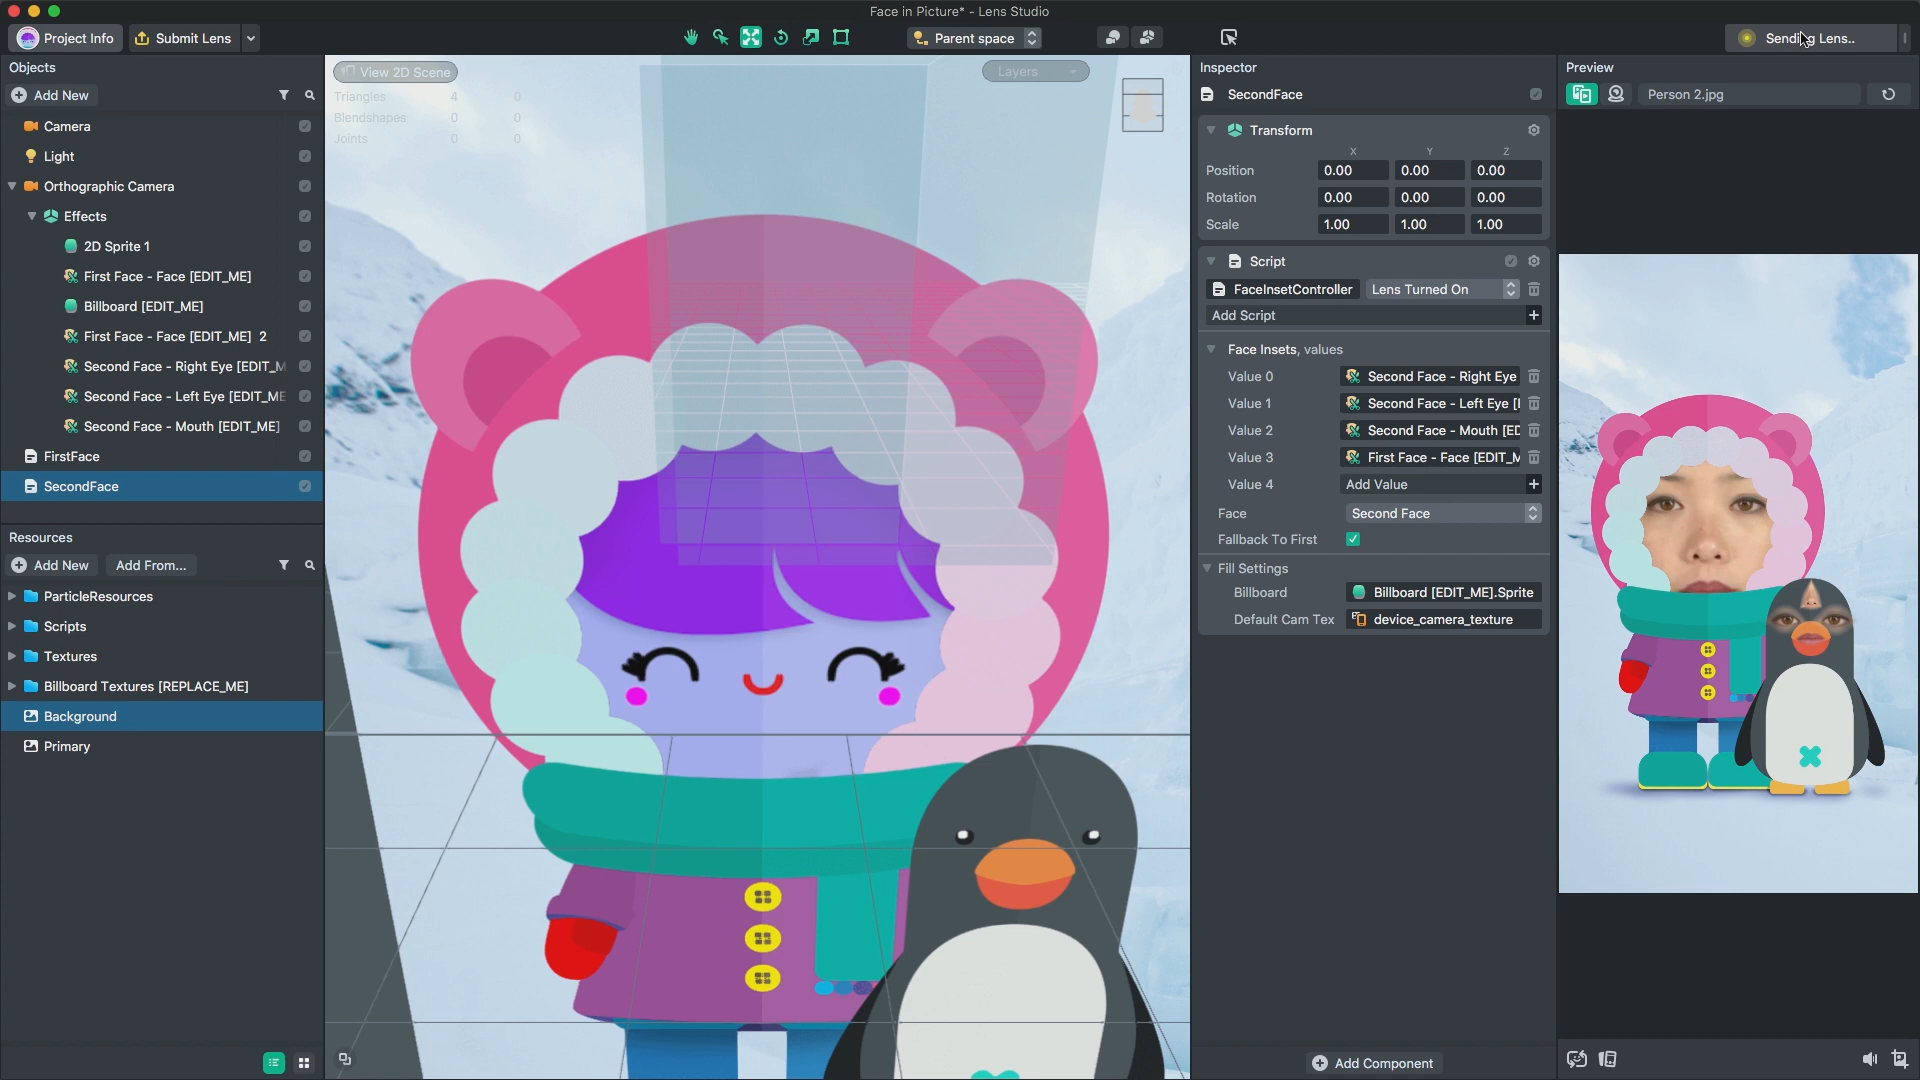 Face in Picture* - Lens Studio
Project Info
Submit Lens
Parent space
Sending Lens..
Objects
Add New
Camera
Light
Orthographic Camera
Effects
2D Sprite 1
First Face - Face [EDIT_ME]
Billboard [EDIT_ME]
First Face - Face [EDIT_ME] 2
Second Face - Right Eye [EDIT_M
Second Face - Left Eye [EDIT_ME
Second Face - Mouth [EDIT_ME]
FirstFace
SecondFace
Resources
Add New
Add From...
ParticleResources
Scripts
Textures
Billboard Textures [REPLACE_ME]
Background
Primary
View 2D Scene
Layers
Triangles 4 0
Blendshapes 0 0
Joints 0 0
Inspector
SecondFace
Transform
X Y Z
Position 0.00 0.00 0.00
Rotation 0.00 0.00 0.00
Scale 1.00 1.00 1.00
Script
FaceInsetController Lens Turned On
Add Script
Face Insets, values
Value 0 Second Face - Right Eye
Value 1 Second Face - Left Eye [I
Value 2 Second Face - Mouth [ED
Value 3 First Face - Face [EDIT_M
Value 4 Add Value
Face Second Face
Fallback To First
Fill Settings
Billboard Billboard [EDIT_ME].Sprite
Default Cam Tex device_camera_texture
Add Component
Preview
Person 2.jpg